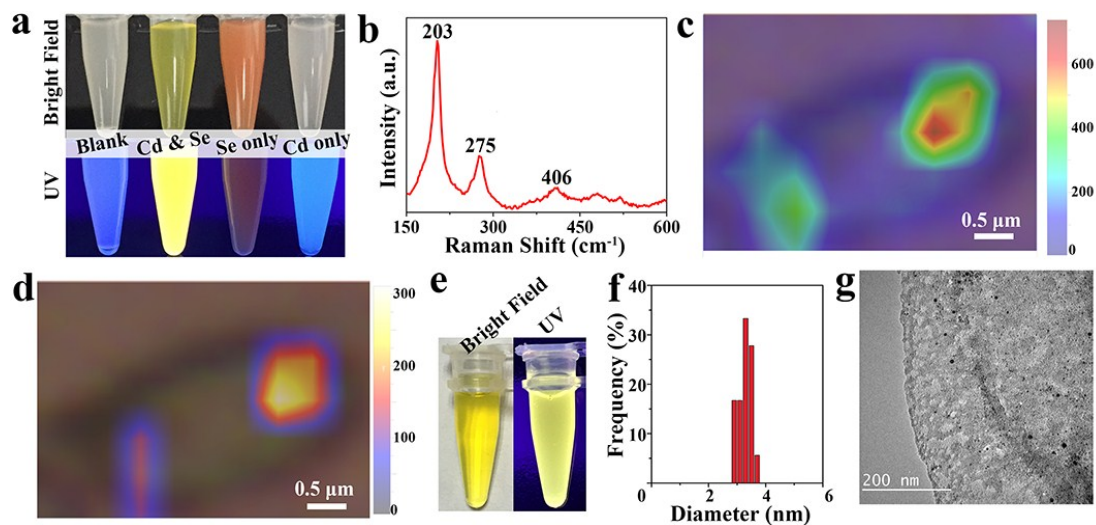 a
Bright Field
UV
Blank
Cd & Se
Se only
Cd only
b
Intensity (a.u.)
203
275
406
150
300
450
600
Raman Shift (cm⁻¹)
c
600
400
200
0
0.5 μm
d
300
200
100
0
0.5 μm
e
Bright Field
UV
f
Frequency (%)
40
30
20
10
0
0
2
4
6
Diameter (nm)
g
200 nm